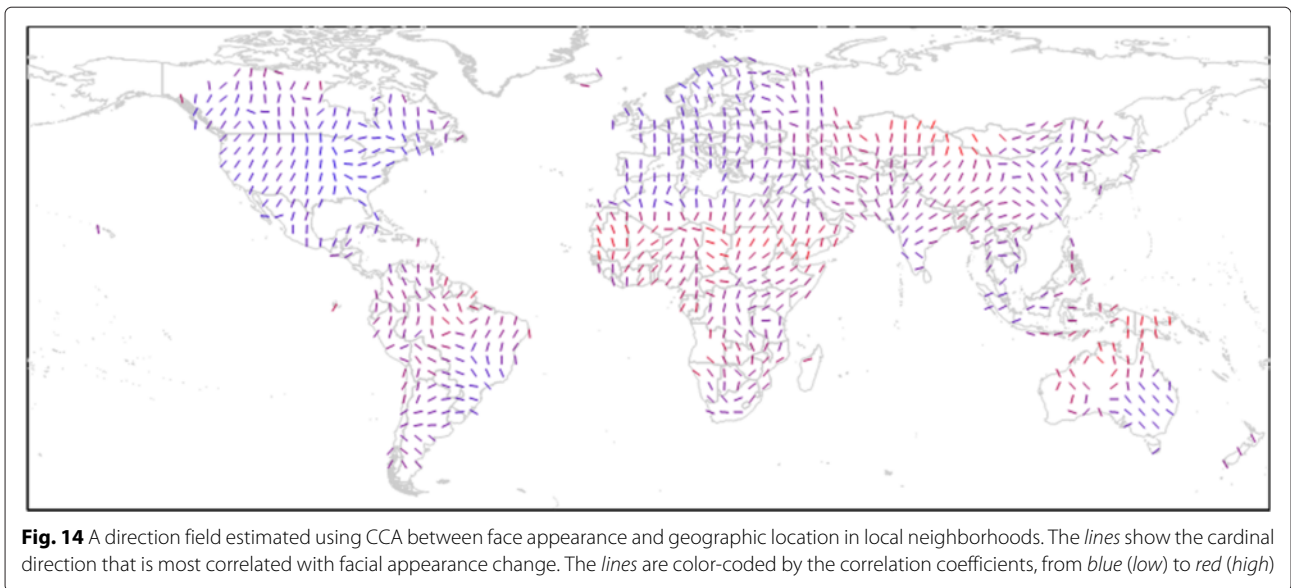 Fig. 14 A direction field estimated using CCA between face appearance and geographic location in local neighborhoods. The lines show the cardinal
direction that is most correlated with facial appearance change. The lines are color-coded by the correlation coefficients, from blue (low) to red (high)